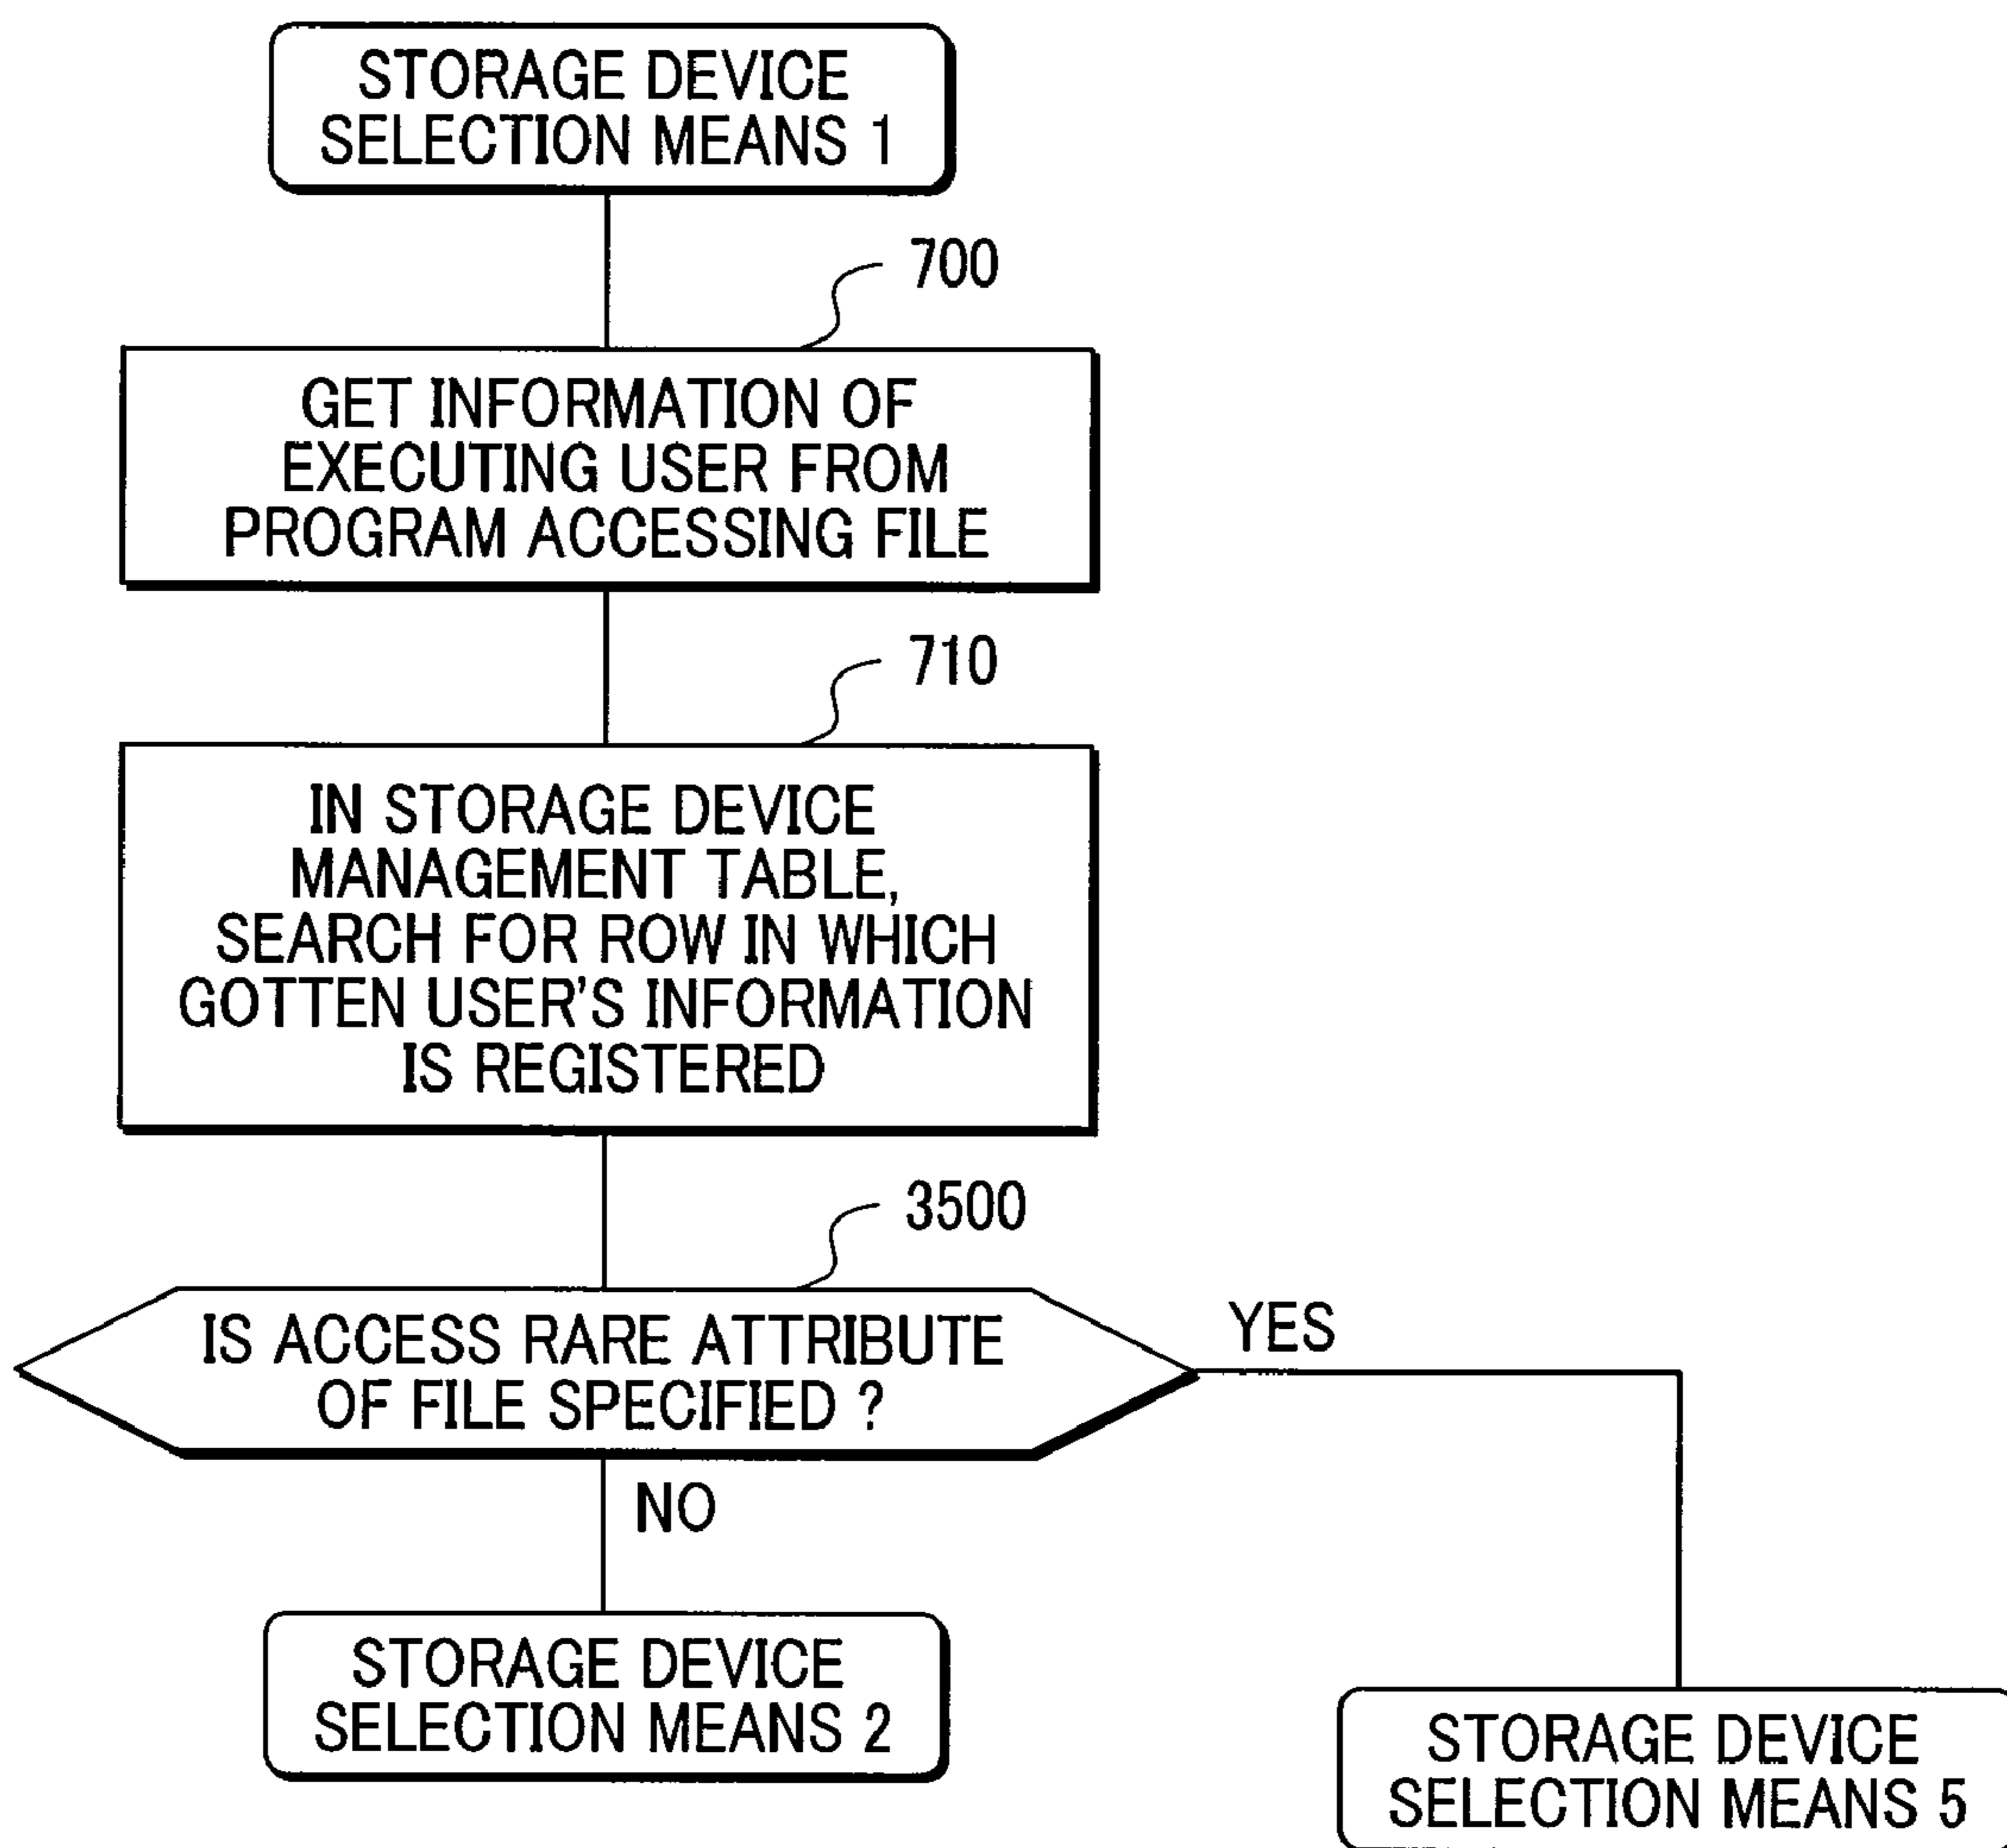 STORAGE DEVICE
SELECTION MEANS 1
700
GET INFORMATION OF
EXECUTING USER FROM
PROGRAM ACCESSING FILE
710
IN STORAGE DEVICE
MANAGEMENT TABLE,
SEARCH FOR ROW IN WHICH
GOTTEN USER'S INFORMATION
IS REGISTERED
3500
IS ACCESS RARE ATTRIBUTE
OF FILE SPECIFIED ?
YES
NO
STORAGE DEVICE
SELECTION MEANS 2
STORAGE DEVICE
SELECTION MEANS 5